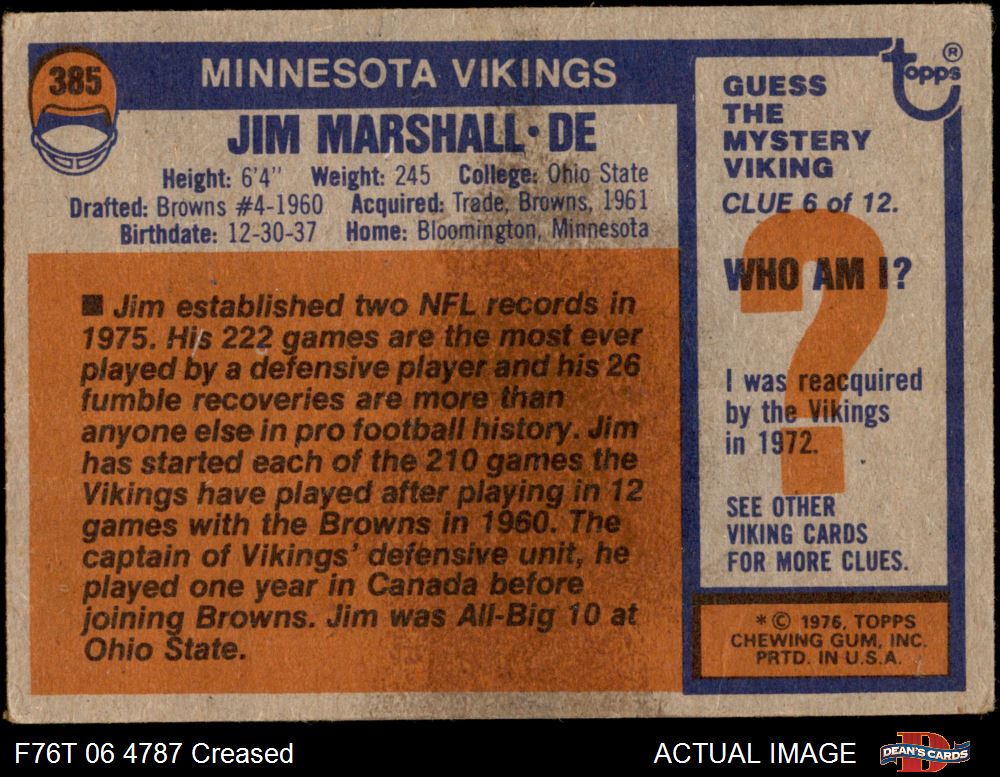 385
MINNESOTA VIKINGS
JIM MARSHALL • DE
Height: 6'4" Weight: 245 College: Ohio State
Drafted: Browns #4-1960 Acquired: Trade, Browns, 1961
Birthdate: 12-30-37 Home: Bloomington, Minnesota
■ Jim established two NFL records in
1975. His 222 games are the most ever
played by a defensive player and his 26
fumble recoveries are more than
anyone else in pro football history. Jim
has started each of the 210 games the
Vikings have played after playing in 12
games with the Browns in 1960. The
captain of Vikings' defensive unit, he
played one year in Canada before
joining Browns. Jim was All-Big 10 at
Ohio State.
topps ®
GUESS
THE
MYSTERY
VIKING
CLUE 6 of 12.
WHO AM I?
?
I was reacquired
by the Vikings
in 1972.
SEE OTHER
VIKING CARDS
FOR MORE CLUES.
* © 1976, TOPPS
CHEWING GUM, INC.
PRTD. IN U.S.A.
F76T 06 4787 Creased
ACTUAL IMAGE
D
DEAN'S CARDS